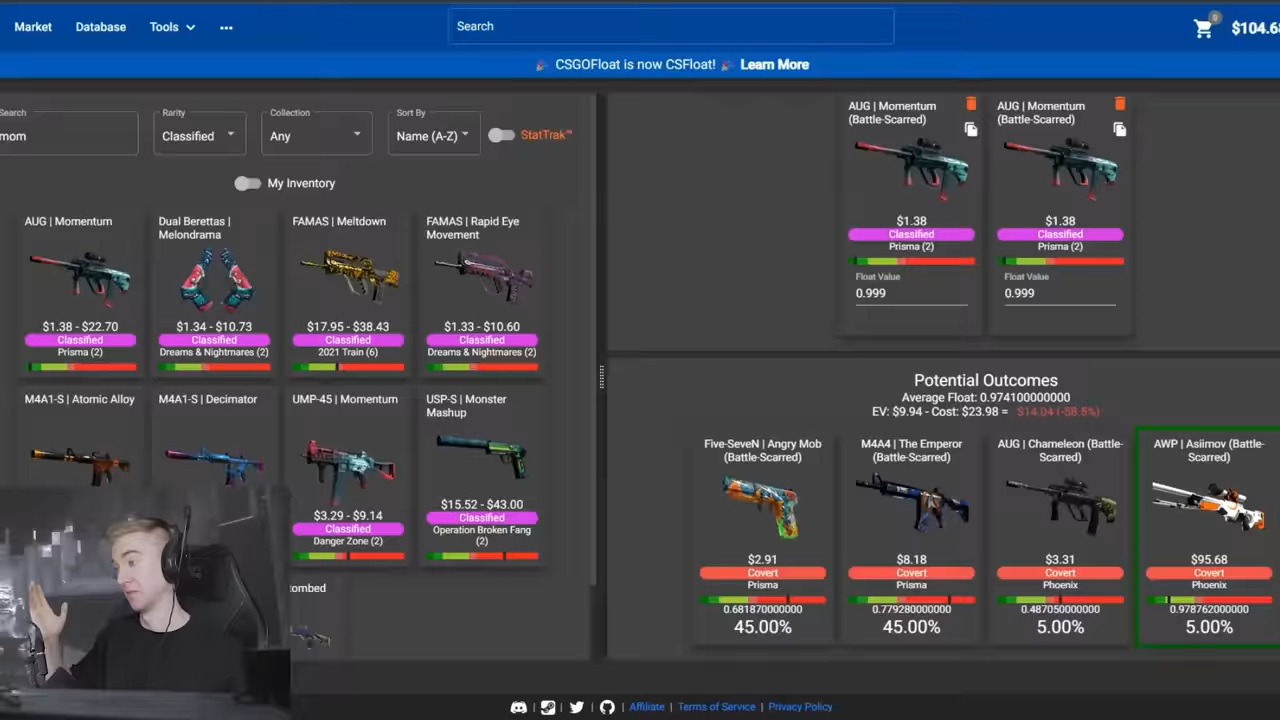 Market Database Tools ••• Search 0 $104.68
CSGOFloat is now CSFloat! Learn More
Search Rarity Collection Sort By
mom Classified Any Name (A-Z) StatTrak™
My Inventory
AUG | Momentum
$1.38 - $22.70
Classified
Prisma (2)
Dual Berettas |
Melondrama
$1.34 - $10.73
Classified
Dreams & Nightmares (2)
FAMAS | Meltdown
$17.95 - $38.43
Classified
2021 Train (6)
FAMAS | Rapid Eye
Movement
$1.33 - $10.60
Classified
Dreams & Nightmares (2)
M4A1-S | Atomic Alloy
M4A1-S | Decimator
UMP-45 | Momentum
$3.29 - $9.14
Classified
Danger Zone (2)
USP-S | Monster
Mashup
$15.52 - $43.00
Classified
Operation Broken Fang
(2)
AUG | Momentum
(Battle-Scarred)
$1.38
Classified
Prisma (2)
Float Value
0.999
AUG | Momentum
(Battle-Scarred)
$1.38
Classified
Prisma (2)
Float Value
0.999
Potential Outcomes
Average Float: 0.974100000000
EV: $9.94 - Cost: $23.98 = $14.04 (-58.5%)
Five-SeveN | Angry Mob
(Battle-Scarred)
$2.91
Covert
Prisma
0.681870000000
45.00%
M4A4 | The Emperor
(Battle-Scarred)
$8.18
Covert
Prisma
0.779280000000
45.00%
AUG | Chameleon (Battle-
Scarred)
$3.31
Covert
Phoenix
0.487050000000
5.00%
AWP | Asiimov (Battle-
Scarred)
$95.68
Covert
Phoenix
0.978762000000
5.00%
| Affiliate | Terms of Service | Privacy Policy